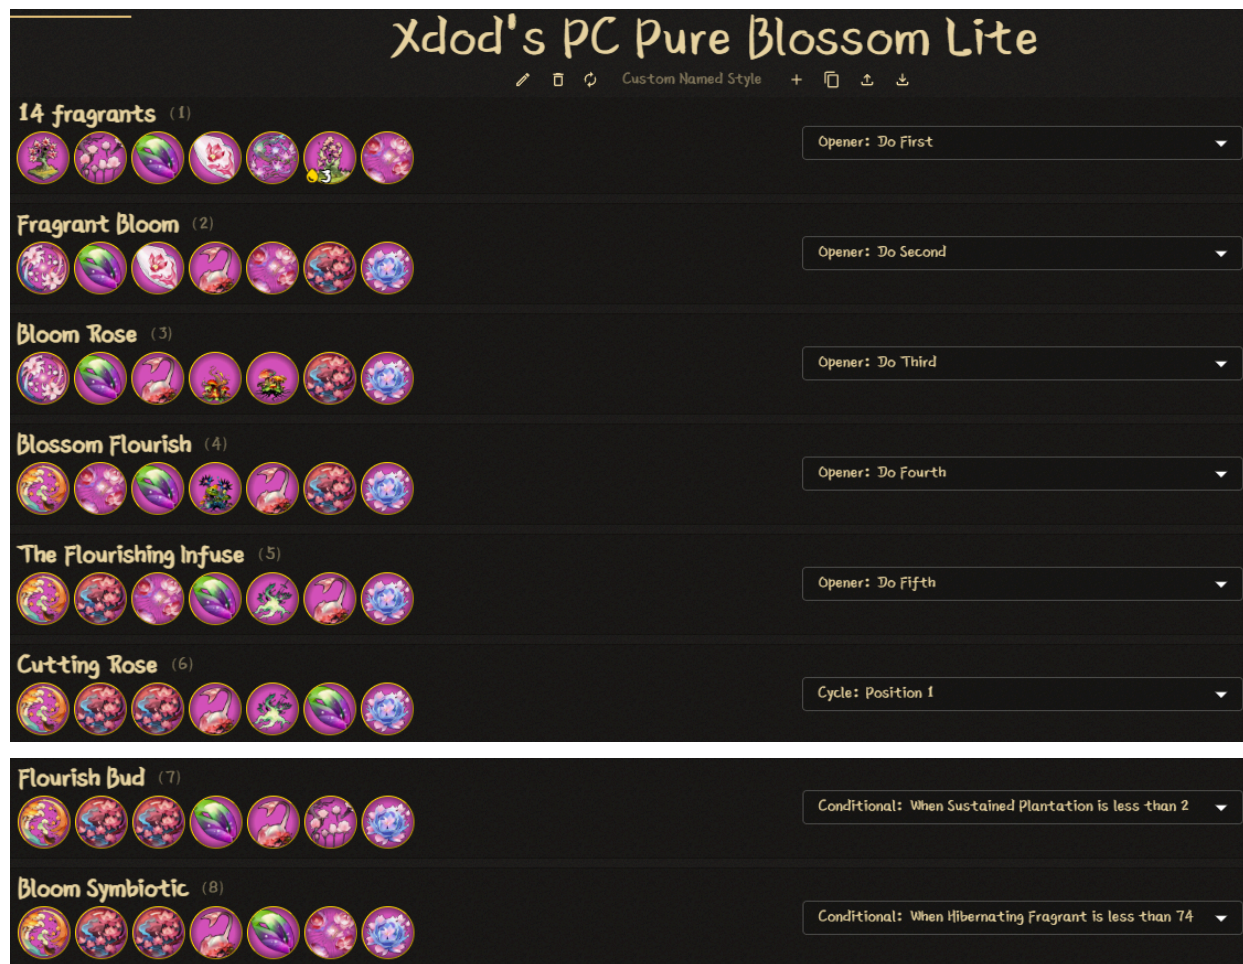 Xdod's PC Pure Blossom Lite
Custom Named Style
14 fragrants (1)
Opener: Do First
3
Fragrant Bloom (2)
Opener: Do Second
Bloom Rose (3)
Opener: Do Third
Blossom Flourish (4)
Opener: Do Fourth
The Flourishing Infuse (5)
Opener: Do Fifth
Cutting Rose (6)
Cycle: Position 1
Flourish Bud (7)
Conditional: When Sustained Plantation is less than 2
Bloom Symbiotic (8)
Conditional: When Hibernating Fragrant is less than 74